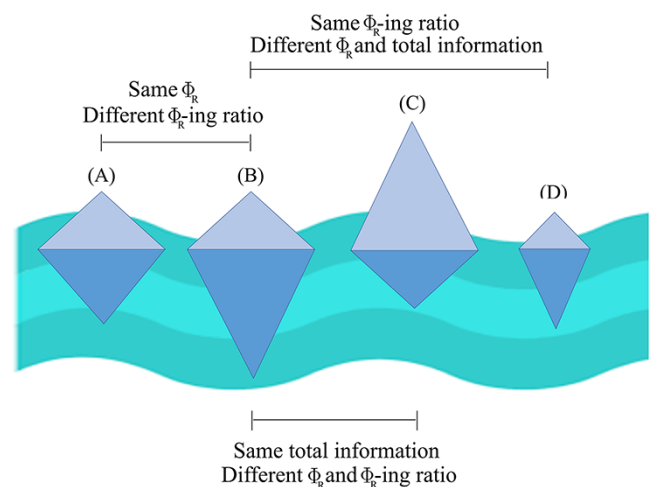 Same Φ_R-ing ratio
Different Φ_R and total information
Same Φ_R
Different Φ_R-ing ratio
(C)
(A)
(B)
(D)
Same total information
Different Φ_R and Φ_R-ing ratio